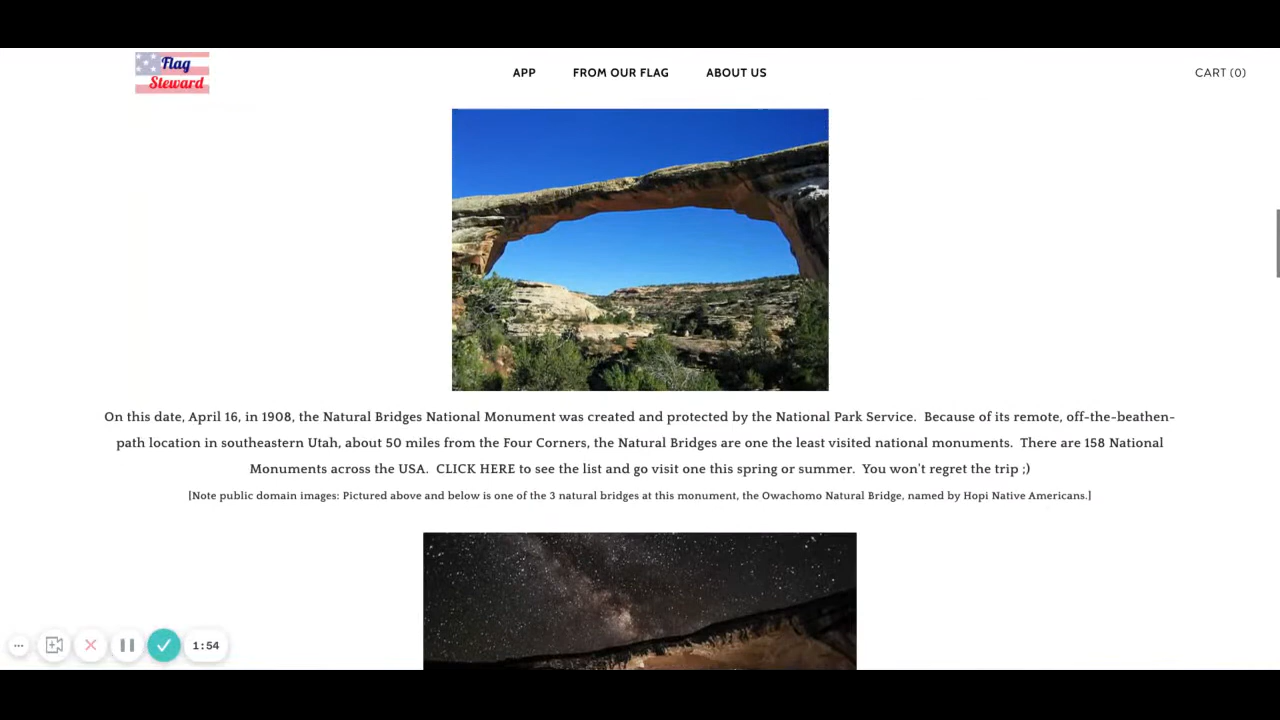 Flag
Steward
APP
FROM OUR FLAG
ABOUT US
CART (0)
On this date, April 16, in 1908, the Natural Bridges National Monument was created and protected by the National Park Service. Because of its remote, off-the-beathen-
path location in southeastern Utah, about 50 miles from the Four Corners, the Natural Bridges are one the least visited national monuments. There are 158 National
Monuments across the USA. CLICK HERE to see the list and go visit one this spring or summer. You won't regret the trip ;)
[Note public domain images: Pictured above and below is one of the 3 natural bridges at this monument, the Owachomo Natural Bridge, named by Hopi Native Americans.]
1:54